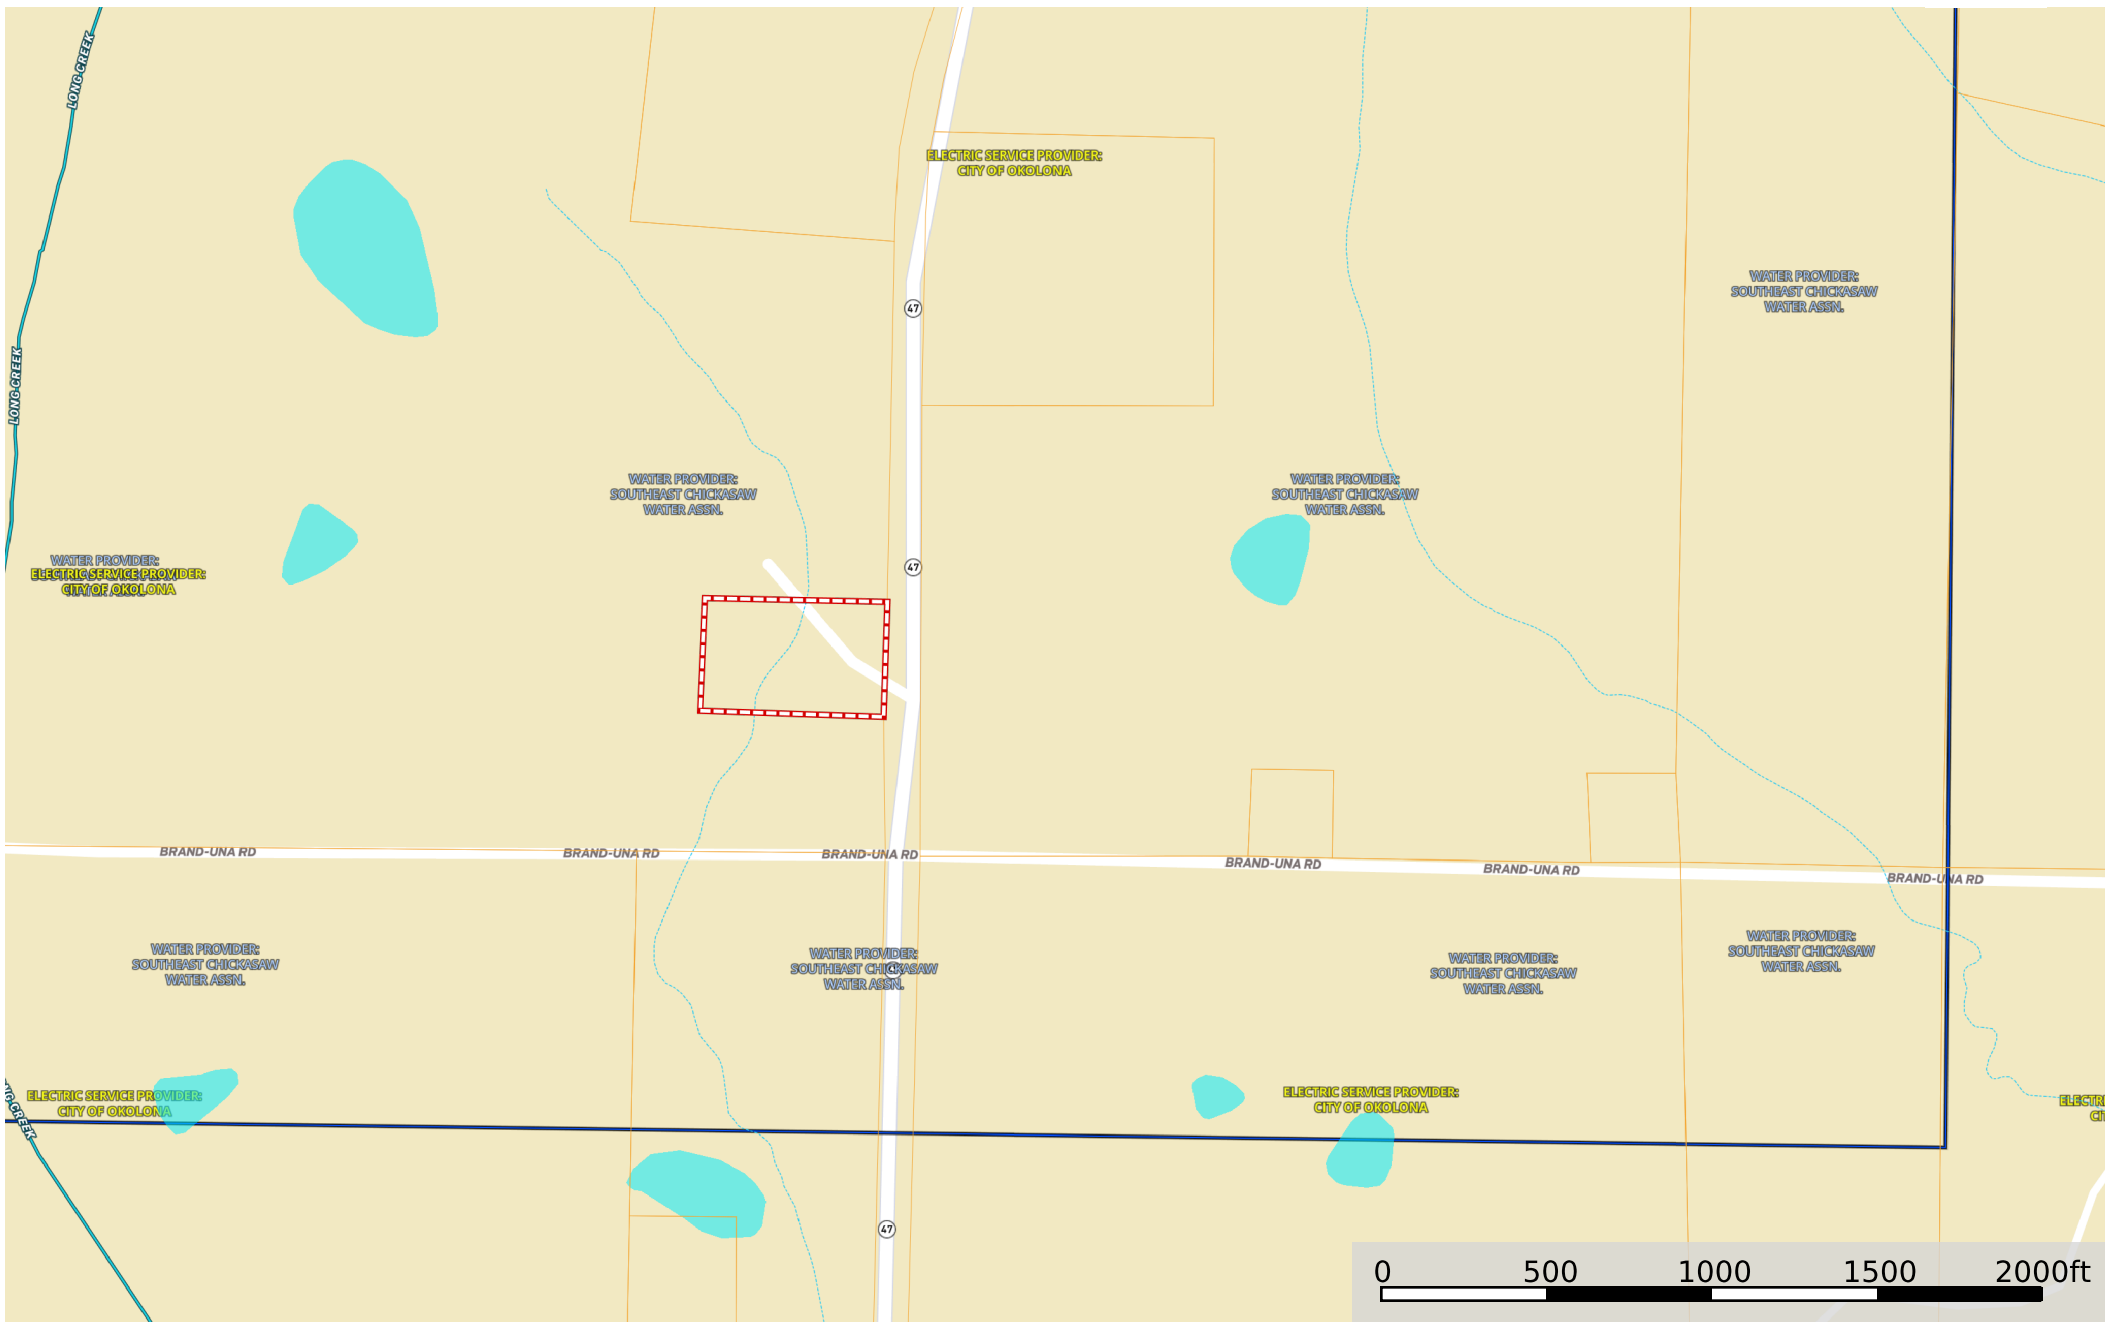 LONG CREEK
ELECTRIC SERVICE PROVIDER:
CITY OF OKOLONA
WATER PROVIDER:
SOUTHEAST CHICKASAW
WATER ASSN.
47
LONG CREEK
WATER PROVIDER:
SOUTHEAST CHICKASAW
WATER ASSN.
WATER PROVIDER:
SOUTHEAST CHICKASAW
WATER ASSN.
47
WATER PROVIDER:
ELECTRIC SERVICE PROVIDER:
CITY OF OKOLONA
BRAND-UNA RD
BRAND-UNA RD
BRAND-UNA RD
BRAND-UNA RD
BRAND-UNA RD
BRAND-UNA RD
WATER PROVIDER:
SOUTHEAST CHICKASAW
WATER ASSN.
WATER PROVIDER:
SOUTHEAST CHICKASAW
WATER ASSN.
WATER PROVIDER:
SOUTHEAST CHICKASAW
WATER ASSN.
WATER PROVIDER:
SOUTHEAST CHICKASAW
WATER ASSN.
NG CREEK
ELECTRIC SERVICE PROVIDER:
CITY OF OKOLONA
ELECTRIC SERVICE PROVIDER:
CITY OF OKOLONA
ELECTR
CIT
47
0 500 1000 1500 2000ft